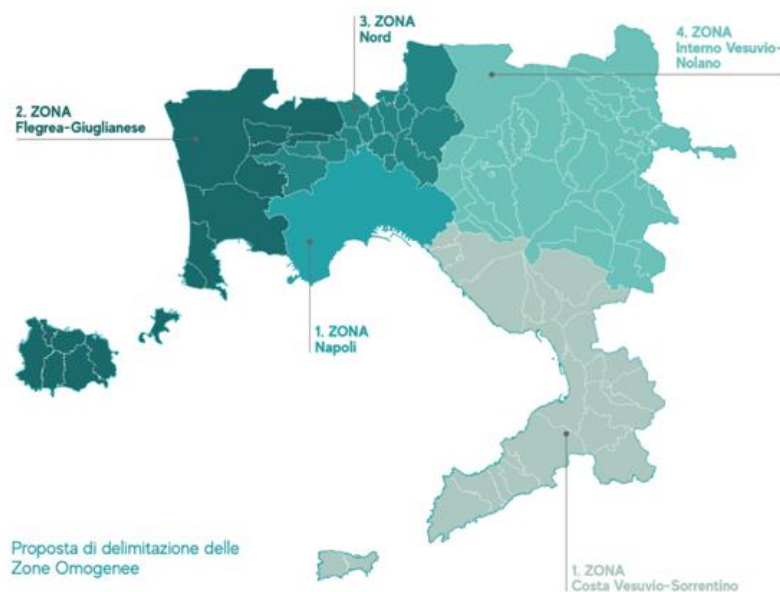 3. ZONA
Nord
4. ZONA
Interno Vesuvio-
Nolano
2. ZONA
Flegrea-Giuglianese
1. ZONA
Napoli
Proposta di delimitazione delle
Zone Omogenee
1. ZONA
Costa Vesuvio-Sorrentino